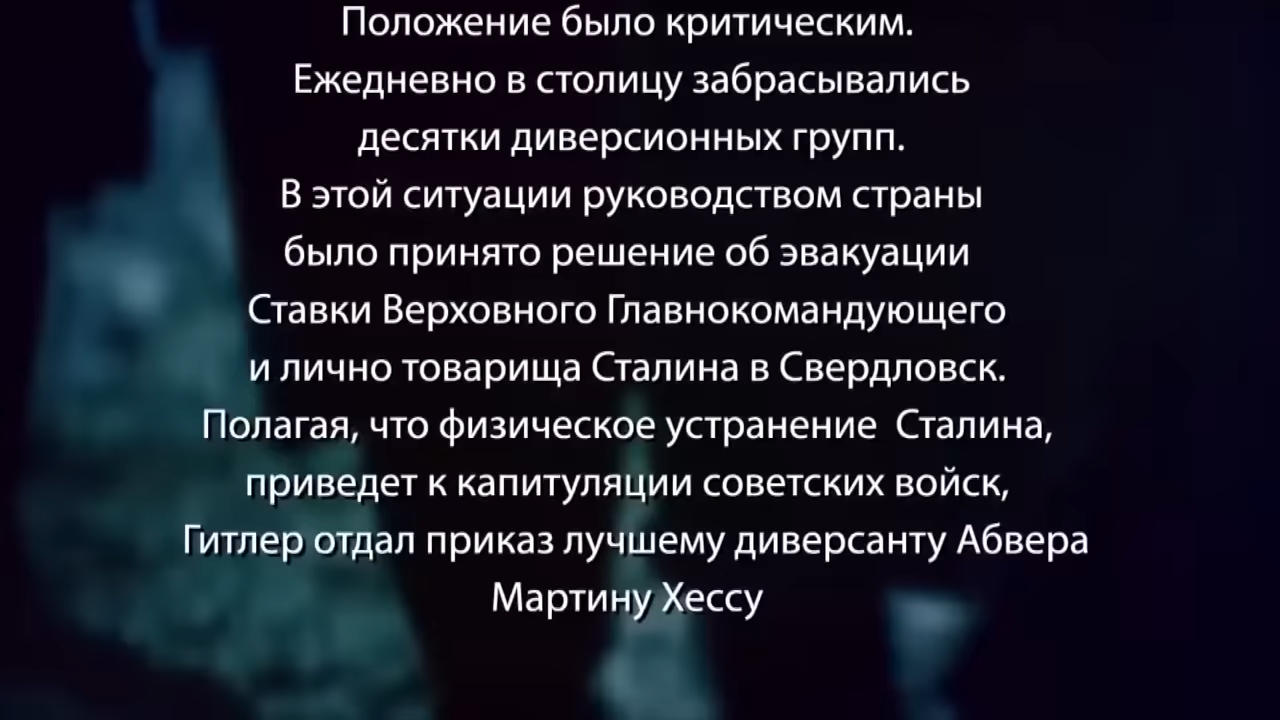 Положение было критическим.
Ежедневно в столицу забрасывались
десятки диверсионных групп.
В этой ситуации руководством страны
было принято решение об эвакуации
Ставки Верховного Главнокомандующего
и лично товарища Сталина в Свердловск.
Полагая, что физическое устранение Сталина,
приведет к капитуляции советских войск,
Гитлер отдал приказ лучшему диверсанту Абвера
Мартину Хессу